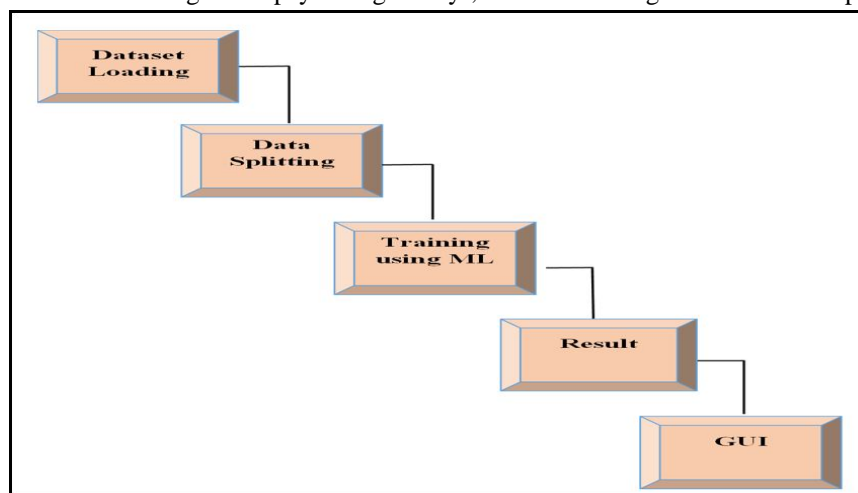 Dataset
Loading
Data
Splitting
Training
using ML
Result
GUI